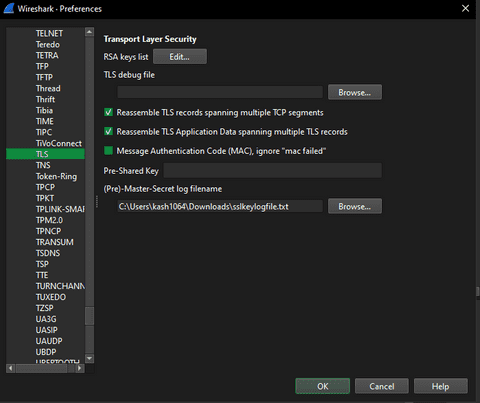 Wireshark · Preferences
TELNET
Teredo
TETRA
TFP
TFTP
Thread
Thrift
Tibia
TIME
TIPC
TiVoConnect
TLS
TNS
Token-Ring
TPCP
TPKT
TPLINK-SMAR
TPM2.0
TPNCP
TRANSUM
TSDNS
TSP
TTE
TURNCHANN
TUXEDO
TZSP
UA3G
UASIP
UAUDP
UBDP
UBERTOOTH
Transport Layer Security
RSA keys list Edit...
TLS debug file
Browse...
Reassemble TLS records spanning multiple TCP segments
Reassemble TLS Application Data spanning multiple TLS records
Message Authentication Code (MAC), ignore "mac failed"
Pre-Shared Key
(Pre)-Master-Secret log filename
C:\Users\kash1064\Downloads\sslkeylogfile.txt Browse...
OK Cancel Help